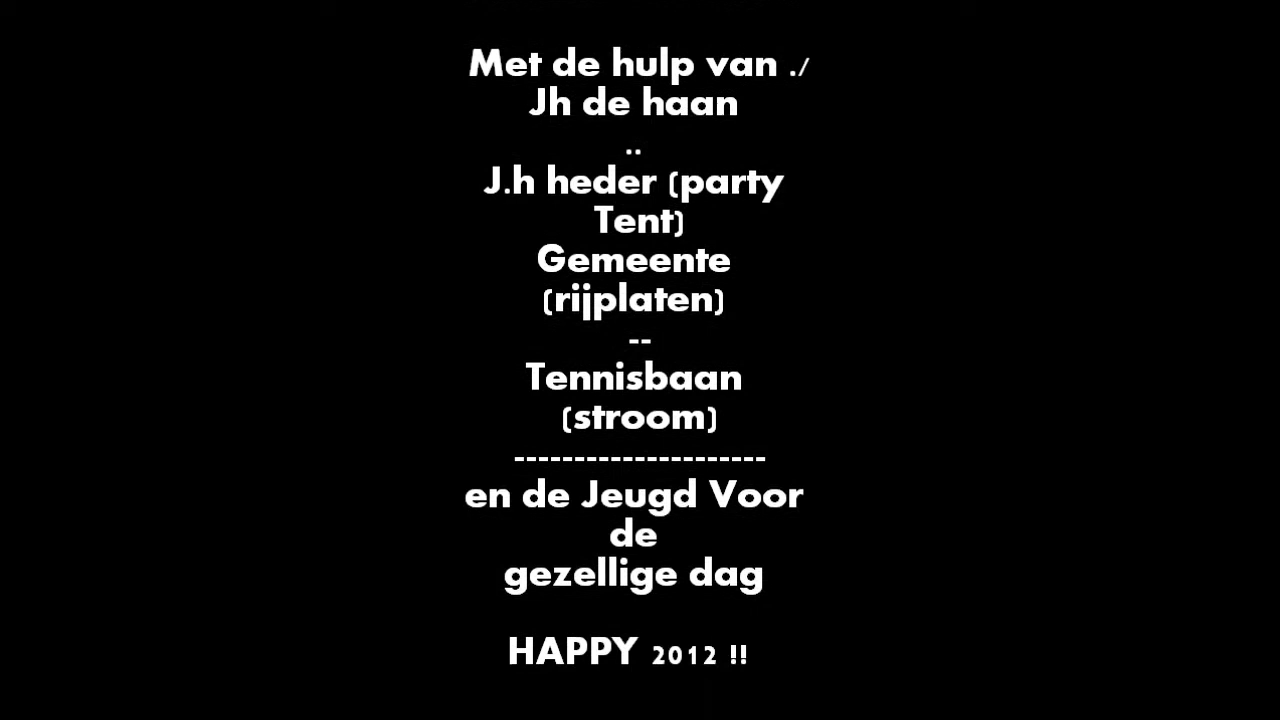 Met de hulp van ./
Jh de haan
..
J.h heder (party
Tent)
Gemeente
(rijplaten)
--
Tennisbaan
(stroom)
---------------------
en de Jeugd Voor
de
gezellige dag
HAPPY 2012 !!